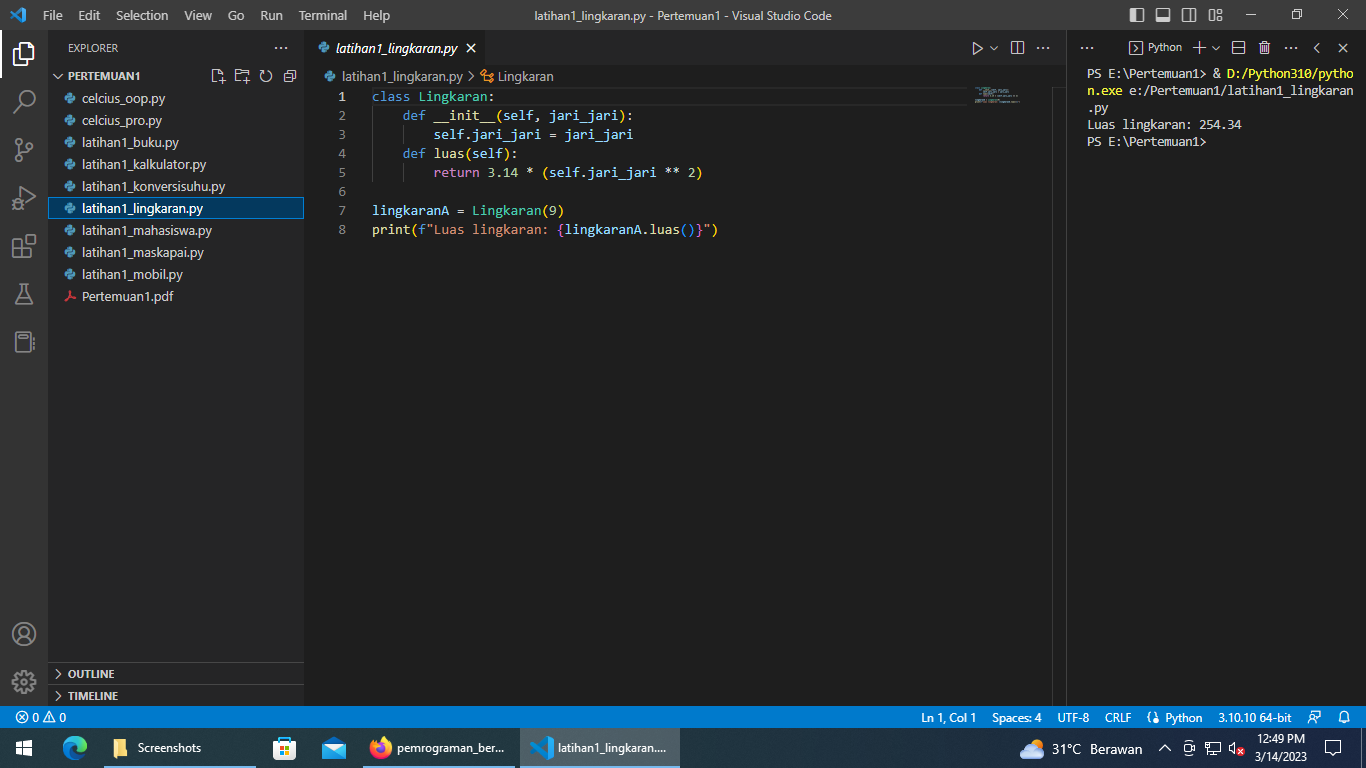 File Edit Selection View Go Run Terminal Help
latihan1_lingkaran.py - Pertemuan1 - Visual Studio Code
EXPLORER
PERTEMUAN1
celcius_oop.py
celcius_pro.py
latihan1_buku.py
latihan1_kalkulator.py
latihan1_konversisuhu.py
latihan1_lingkaran.py
latihan1_mahasiswa.py
latihan1_maskapai.py
latihan1_mobil.py
Pertemuan1.pdf
OUTLINE
TIMELINE
latihan1_lingkaran.py
latihan1_lingkaran.py > Lingkaran
1 class Lingkaran:
2     def __init__(self, jari_jari):
3         self.jari_jari = jari_jari
4     def luas(self):
5         return 3.14 * (self.jari_jari ** 2)
6
7 lingkaranA = Lingkaran(9)
8 print(f"Luas lingkaran: {lingkaranA.luas()}")
Python
PS E:\Pertemuan1> & D:/Python310/pytho
n.exe e:/Pertemuan1/latihan1_lingkaran
.py
Luas lingkaran: 254.34
PS E:\Pertemuan1>
0 0
Ln 1, Col 1 Spaces: 4 UTF-8 CRLF Python 3.10.10 64-bit
Screenshots
pemrograman_ber...
latihan1_lingkaran....
31°C Berawan
12:49 PM
3/14/2023